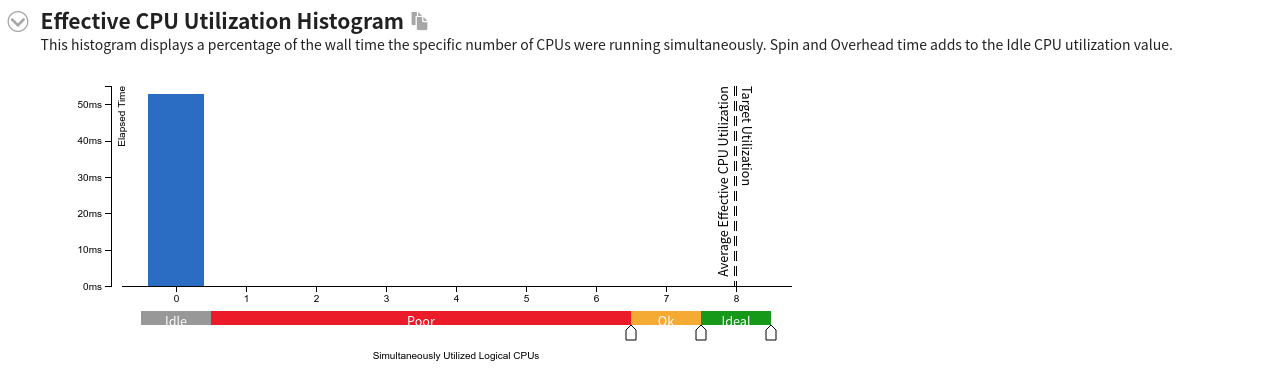 Effective CPU Utilization Histogram
This histogram displays a percentage of the wall time the specific number of CPUs were running simultaneously. Spin and Overhead time adds to the Idle CPU utilization value.
Elapsed Time
50ms
40ms
30ms
20ms
10ms
0ms
Average Effective CPU Utilization
Target Utilization
0 1 2 3 4 5 6 7 8
Idle Poor Ok Ideal
Simultaneously Utilized Logical CPUs